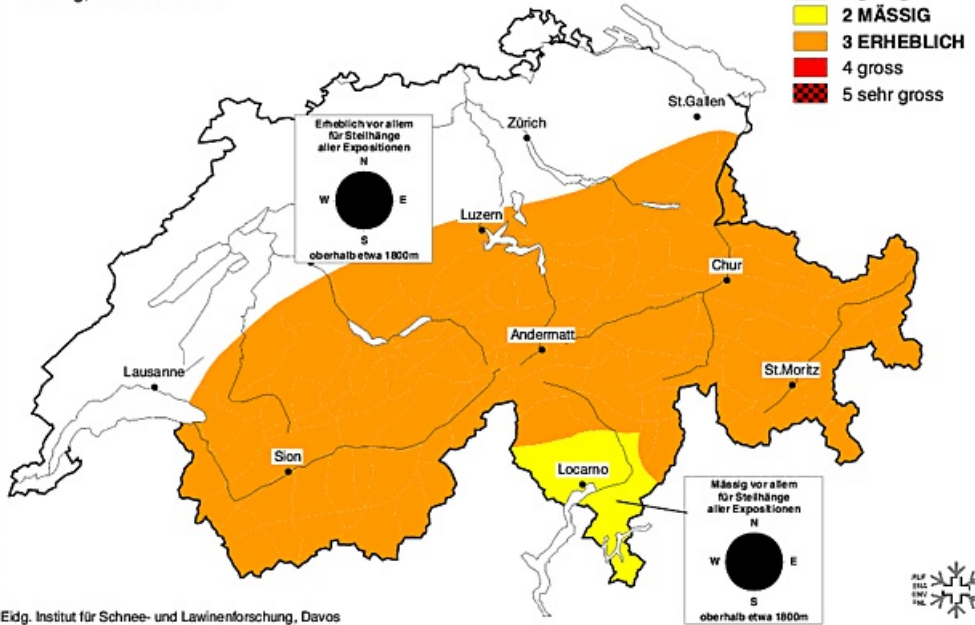 2 MÄSSIG
3 ERHEBLICH
4 gross
5 sehr gross
St.Gallen
Zürich
Erheblich vor allem
für Steilhänge
aller Expositionen
N
W E
S
oberhalb etwa 1800m
Luzern
Chur
Andermatt
Lausanne
St.Moritz
Sion
Locarno
Mässig vor allem
für Steilhänge
aller Expositionen
N
W E
S
oberhalb etwa 1800m
SLF
Eidg. Institut für Schnee- und Lawinenforschung, Davos